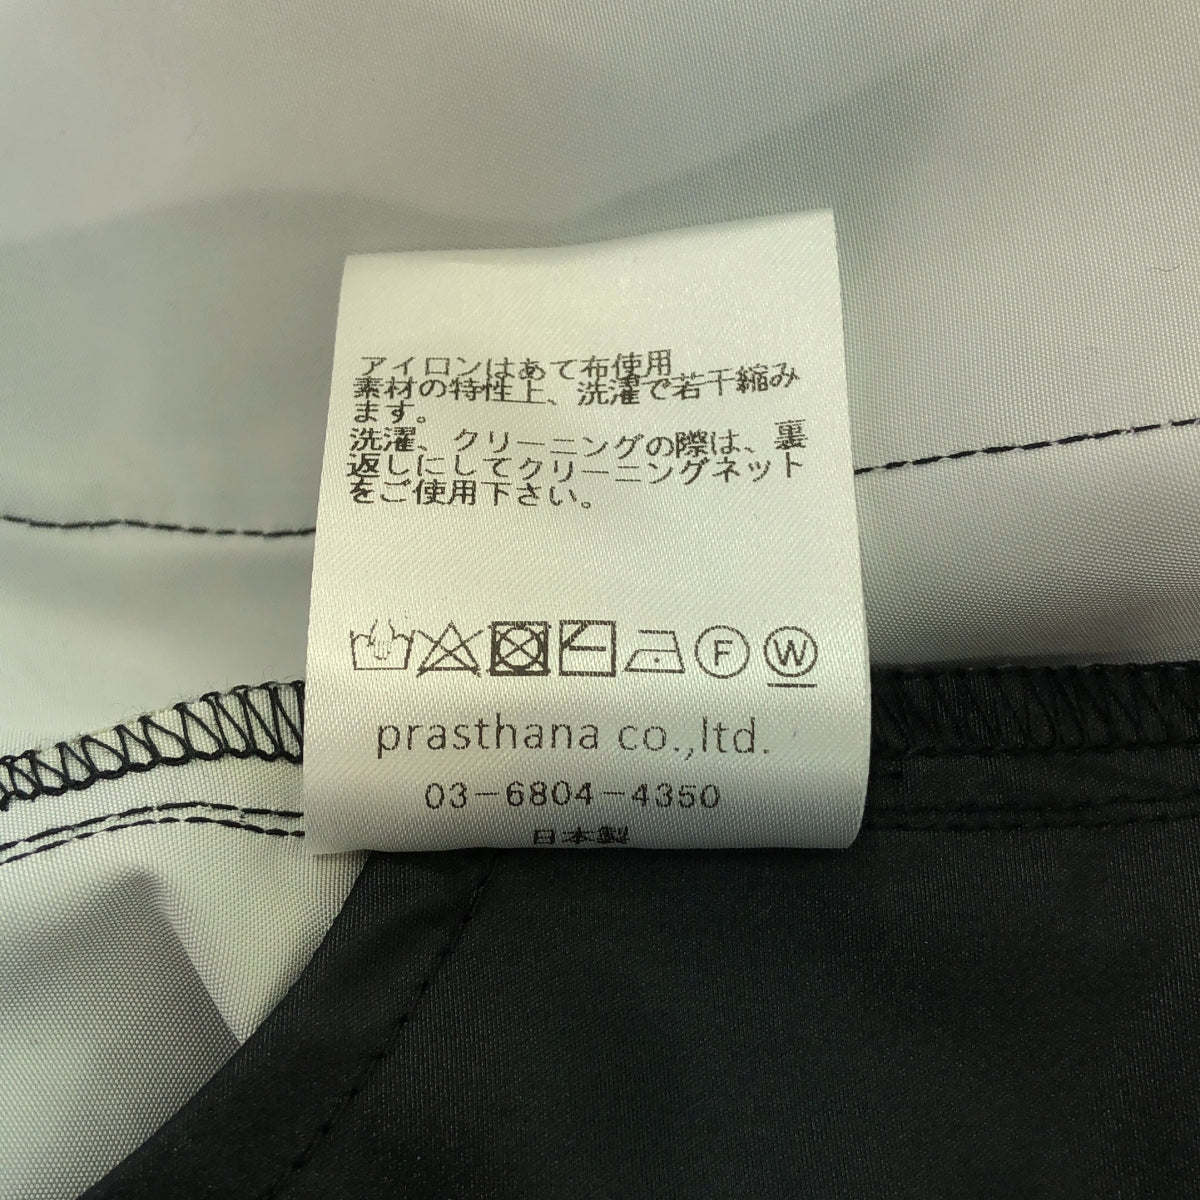 アイロンはあて布使用
素材の特性上、洗濯で若干縮み
ます。
洗濯、クリーニングの際は、裏
返しにしてクリーニングネット
をご使用下さい。
F W
prasthana co.,ltd.
03-6804-4350
日本製